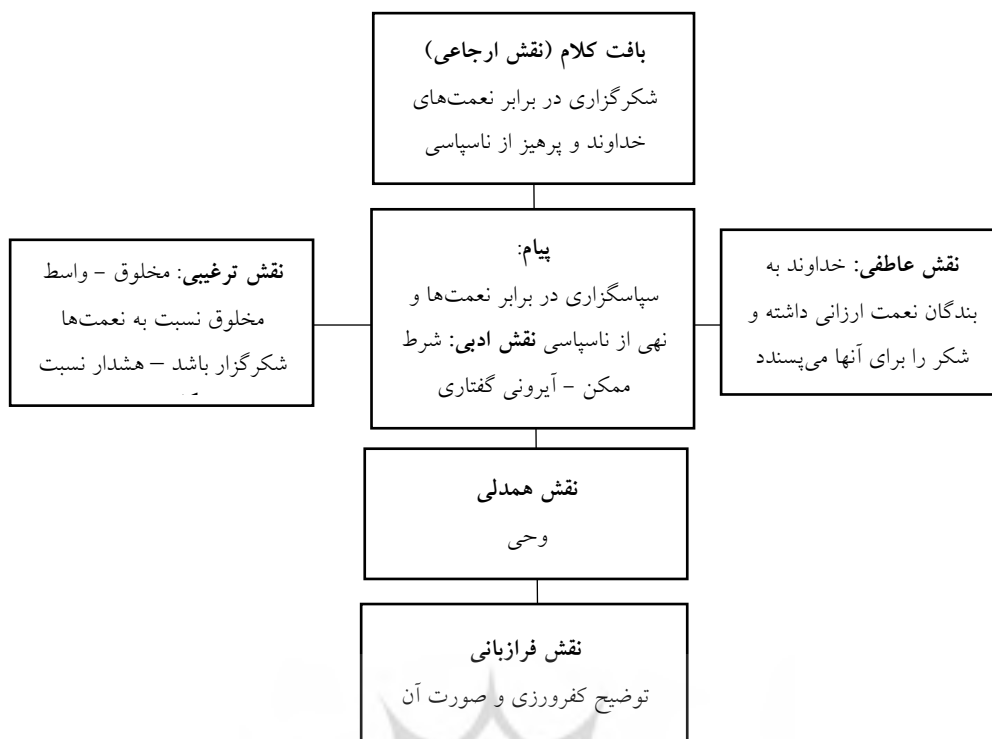 بافت کلام (نقش ارجاعی)
شکرگزاری در برابر نعمت‌های
خداوند و پرهیز از ناسپاسی
پیام:
سپاسگزاری در برابر نعمت‌ها و
نهی از ناسپاسی نقش ادبی: شرط
ممکن – آیرونی گفتاری
نقش عاطفی: خداوند به
بندگان نعمت ارزانی داشته و
شکر را برای آنها می‌پسندد
نقش ترغیبی: مخلوق – واسط
مخلوق نسبت به نعمت‌ها
شکرگزار باشد – هشدار نسبت
نقش همدلی
وحی
نقش فرازبانی
توضیح کفرورزی و صورت آن